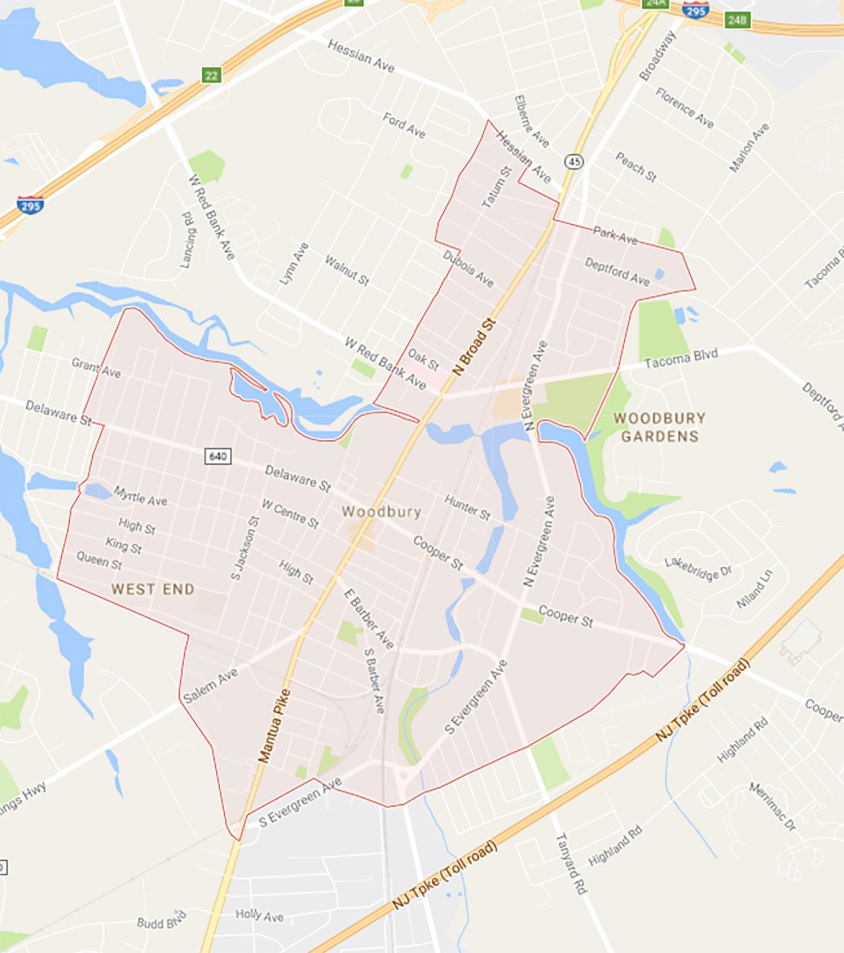 24A
295
24B
Hessian Ave
Broadway
22
Elberne Ave
Florence Ave
Ford Ave
Marion Ave
Hessian Ave
45
Peach St
Tatum St
295
W Red Bank Ave
Lancing Rd
Park Ave
Tacoma B
Lynn Ave
Walnut St
Dubois Ave
Deptford Ave
N Broad St
W Red Bank Ave
Oak St
Tacoma Blvd
Grant Ave
N Evergreen Ave
Deptford A
Delaware St
WOODBURY
GARDENS
640
Delaware St
Myrtle Ave
W Centre St
Woodbury
Hunter St
High St
S Jackson St
King St
Cooper St
N Evergreen Ave
Queen St
High St
Lakebridge Dr
Niland Ln
WEST END
E Barber Ave
Cooper St
Salem Ave
S Barber Ave
S Evergreen Ave
NJ Tpke (Toll road)
Mantua Pike
Cooper
Highland Rd
ings Hwy
S Evergreen Ave
Merrimac Dr
Highland Rd
Tanyard Rd
NJ Tpke (Toll road)
Budd Blvd
Holly Ave